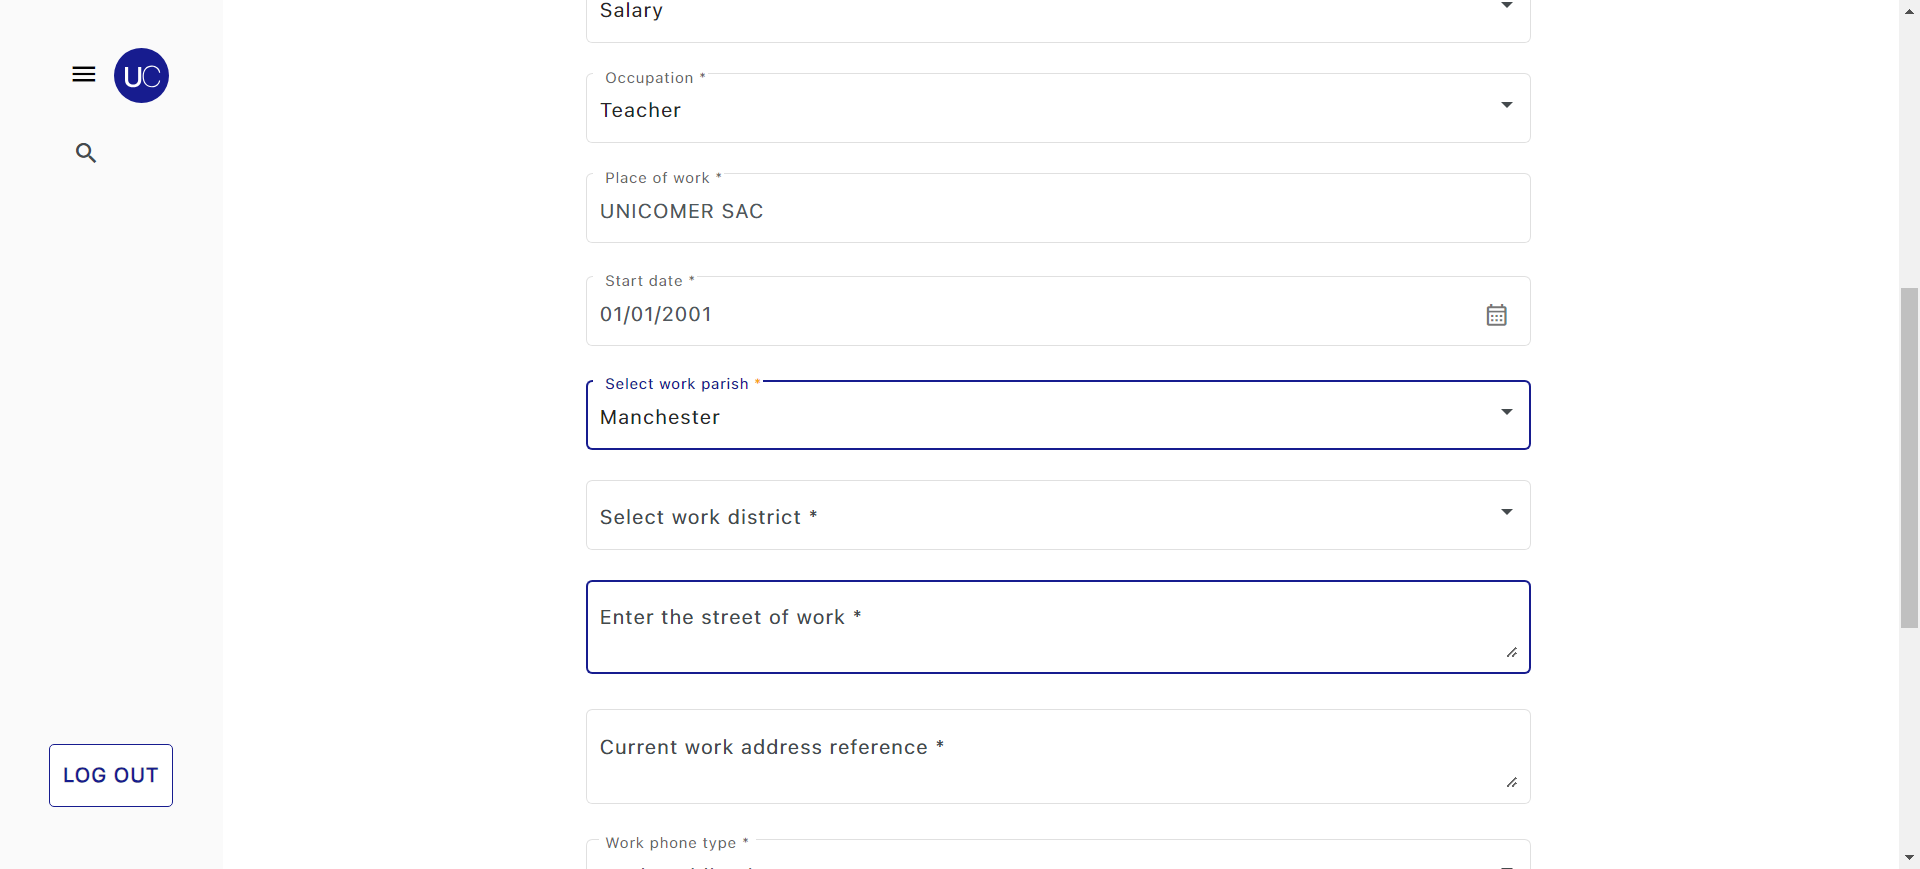 UC
LOG OUT
Salary
Occupation *
Teacher
Place of work *
UNICOMER SAC
Start date *
01/01/2001
Select work parish *
Manchester
Select work district *
Enter the street of work *
Current work address reference *
Work phone type *